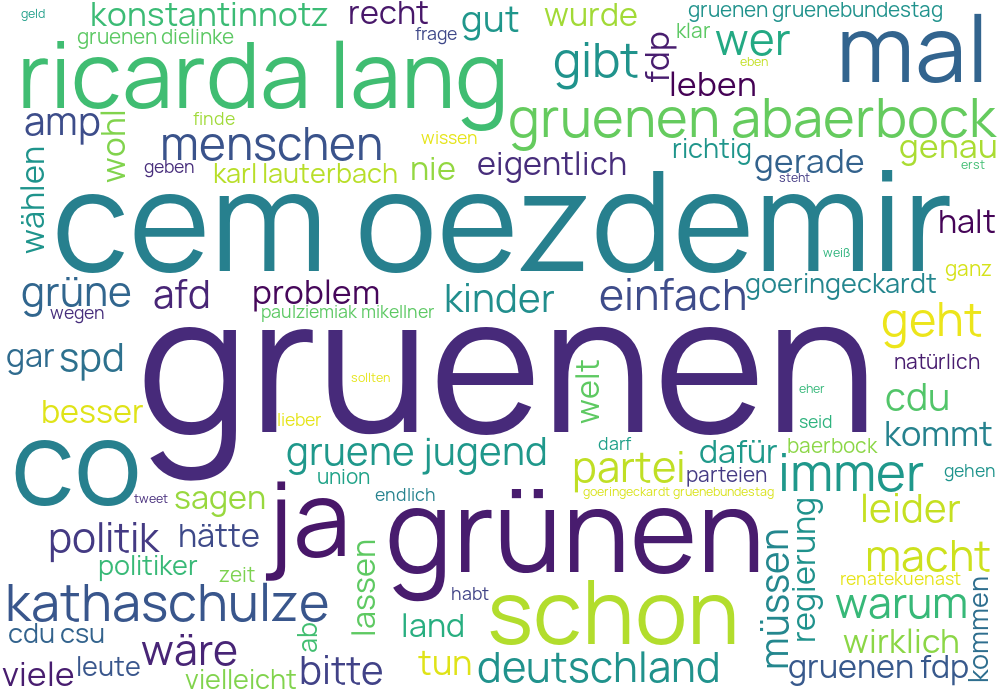 geld
konstantinnotz
recht
gut
wurde
gruenen gruenebundestag
gruenen dielinke
frage
klar
wer
mal
ricarda lang
gibt
fdp
eben
leben
amp
wohl
finde
menschen
wissen
gruenen abaerbock
richtig
genau
geben
karl lauterbach
nie
eigentlich
gerade
erst
steht
wählen
cem oezdemir
halt
weiß
ganz
grüne
wegen
afd
problem
kinder
einfach
goeringeckardt
paulziemiak mikellner
geht
gruenen
gar
spd
natürlich
sollten
welt
eher
cdu
besser
lieber
seid
kommt
co
gruene jugend
darf
dafür
baerbock
union
partei
parteien
immer
gehen
tweet
sagen
endlich
goeringeckardt gruenebundestag
ja
grünen
leider
politik
hätte
politiker
zeit
lassen
müssen
regierung
macht
renatekuenast
kathaschulze
habt
schon
warum
kommen
cdu csu
ab
land
wirklich
wäre
viele
leute
vielleicht
bitte
tun
deutschland
gruenen fdp